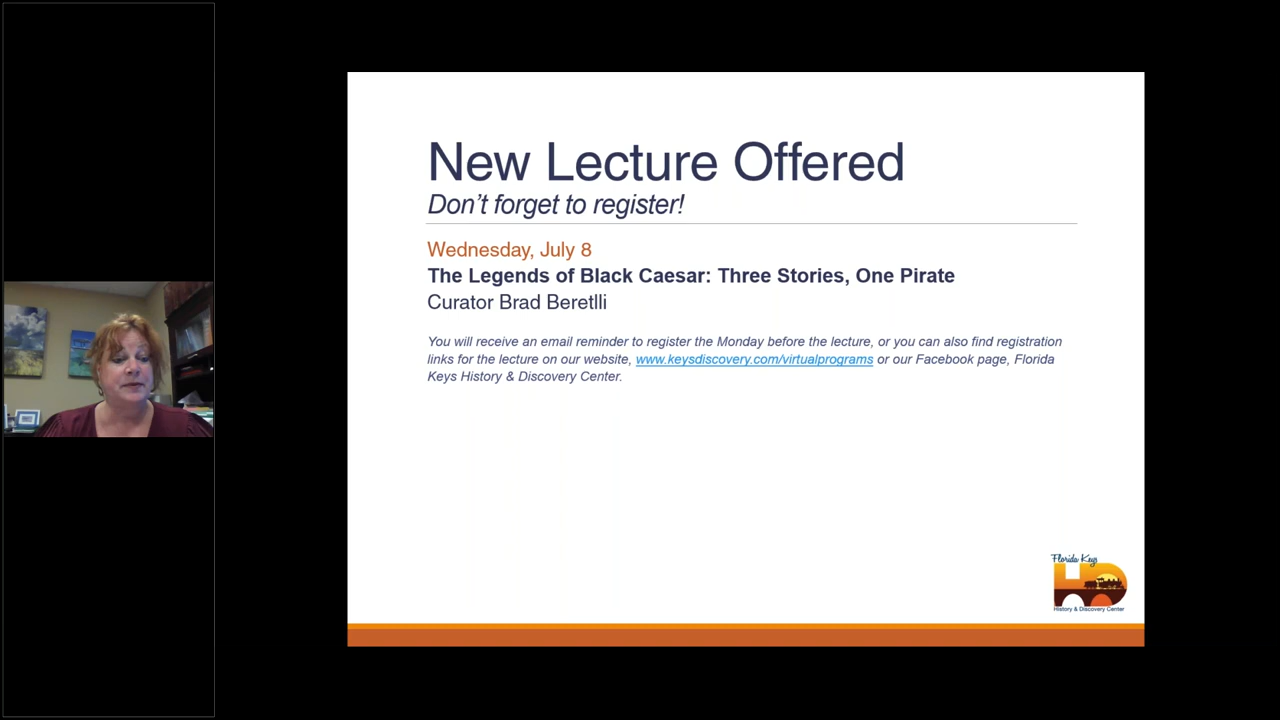 New Lecture Offered
Don't forget to register!
Wednesday, July 8
The Legends of Black Caesar: Three Stories, One Pirate
Curator Brad Beretlli
You will receive an email reminder to register the Monday before the lecture, or you can also find registration
links for the lecture on our website, www.keysdiscovery.com/virtualprograms or our Facebook page, Florida
Keys History & Discovery Center.
Florida Keys
HD
History & Discovery Center